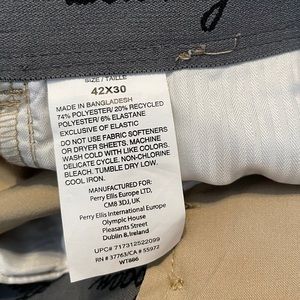 SIZE / TAILLE
42X30
MADE IN BANGLADESH
74% POLYESTER/ 20% RECYCLED
POLYESTER/ 6% ELASTANE
EXCLUSIVE OF ELASTIC
DO NOT USE FABRIC SOFTENERS
OR DRYER SHEETS. MACHINE
WASH COLD WITH LIKE COLORS.
DELICATE CYCLE. NON-CHLORINE
BLEACH. TUMBLE DRY LOW.
COOL IRON.
MANUFACTURED FOR:
Perry Ellis Europe LTD.
CM8 3DJ, UK
Perry Ellis International Europe
Olympic House
Pleasants Street
Dublin 8.Ireland
UPC# 717312522099
RN # 37763/CA # 55972